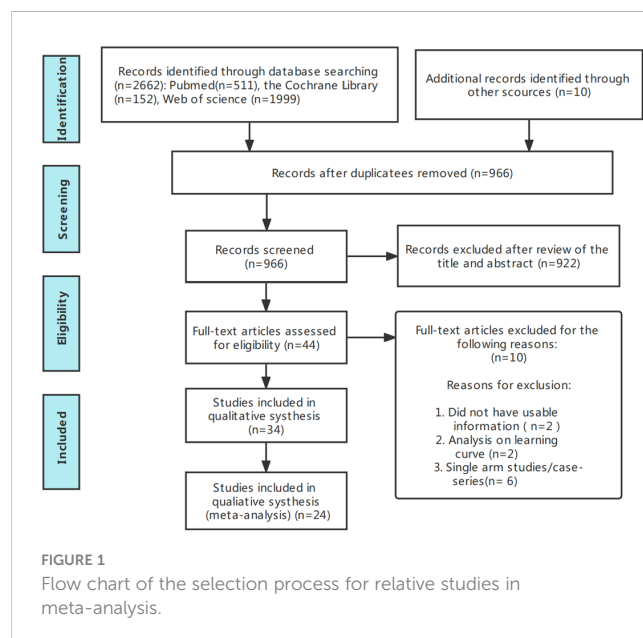 Identification
Records identified through database searching
(n=2662): Pubmed(n=511), the Cochrane Library
(n=152), Web of science (n=1999)
Additional records identified through
other scources (n=10)
Records after duplicatees removed (n=966)
Screening
Records screened
(n=966)
Records excluded after review of the
title and abstract (n=922)
Eligibility
Full-text articles assessed
for eligibility (n=44)
Full-text articles excluded for the
following reasons:
(n=10)
Reasons for exclusion:
1. Did not have usable
information ( n=2 )
2. Analysis on learning
curve (n=2)
3. Single arm studies/case-
series(n= 6)
Included
Studies included in
qualitative systhesis
(n=34)
Studies included in
qualiative systhesis
(meta-analysis) (n=24)
FIGURE 1
Flow chart of the selection process for relative studies in
meta-analysis.